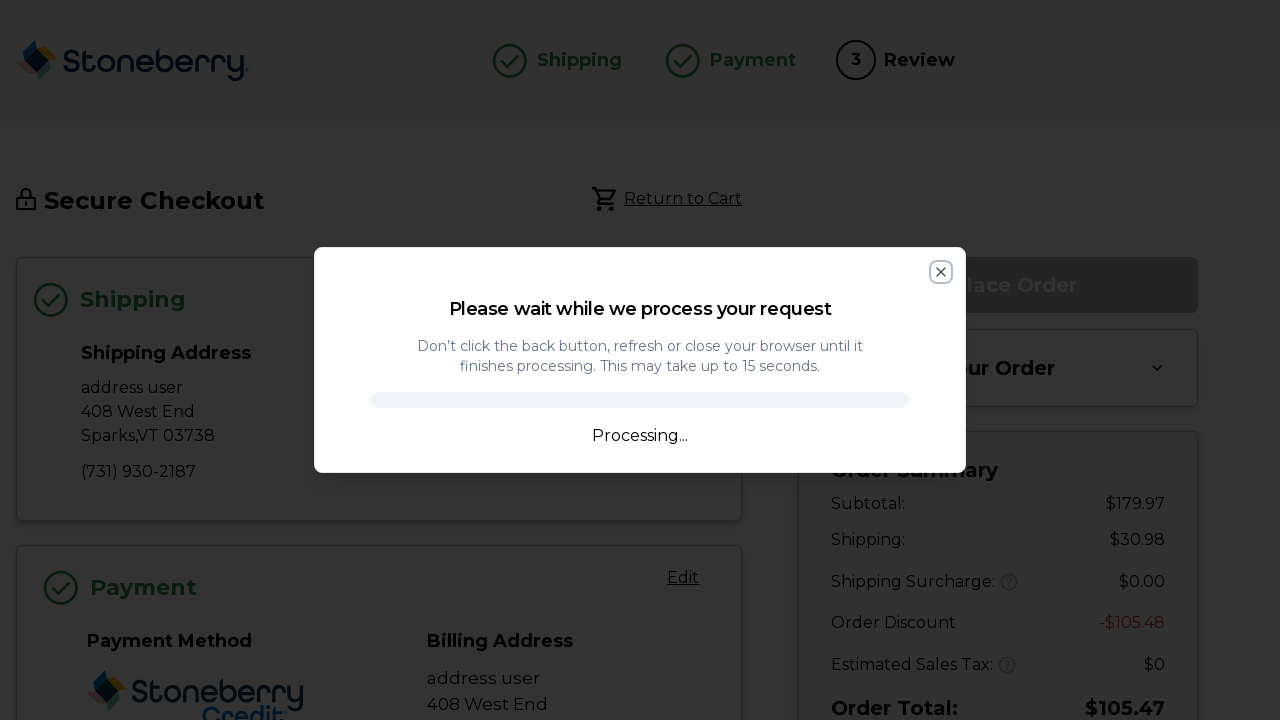 Stoneberry
Shipping
Payment
3 Review
Secure Checkout
Return to Cart
Shipping
Shipping Address
address user
408 West End
Sparks,VT 03738
(731) 930-2187
Please wait while we process your request
Don't click the back button, refresh or close your browser until it
finishes processing. This may take up to 15 seconds.
Processing...
Payment
Edit
Payment Method
Stoneberry
Credit
Billing Address
address user
408 West End
lace Order
ur Order
Order Summary
Subtotal: $179.97
Shipping: $30.98
Shipping Surcharge: $0.00
Order Discount -$105.48
Estimated Sales Tax: $0
Order Total: $105.47